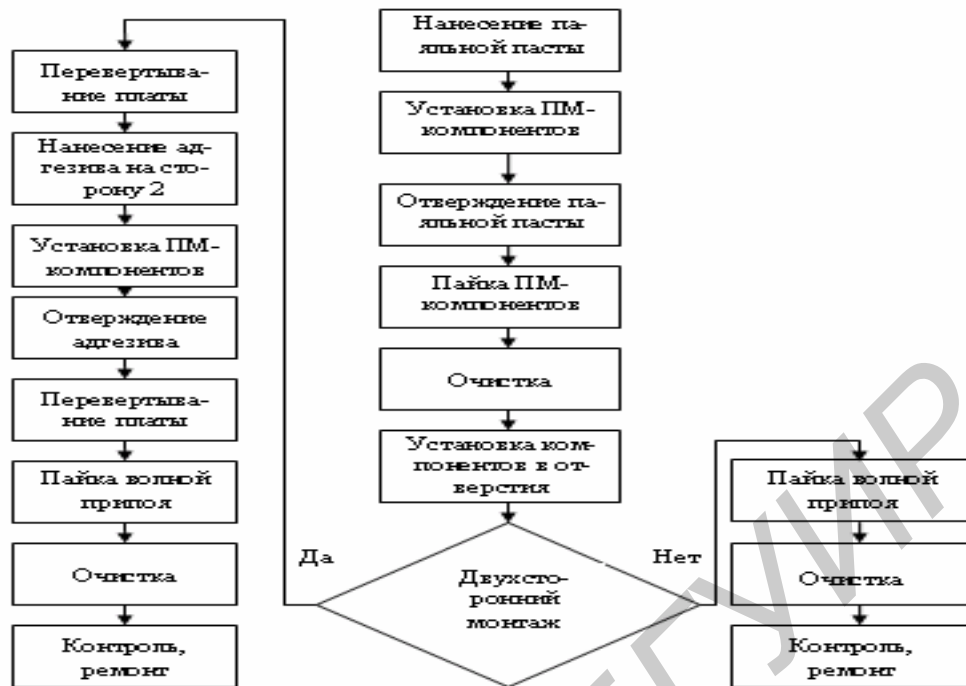 Нанесение па-
яльной пасты
Установка ПМ-
компонентов
Отверждение па-
яльной пасты
Пайка ПМ-
компонентов
Очистка
Установка ком-
понентов в от-
верстия
Двухсто-
ронний
монтаж
Да
Перевертыва-
ние платы
Нанесение ад-
гезива на сто-
рону 2
Установка ПМ-
компонентов
Отверждение
адгезива
Перевертыва-
ние платы
Пайка волной
припоя
Очистка
Контроль,
ремонт
Нет
Пайка волной
припоя
Очистка
Контроль,
ремонт
ГУИР